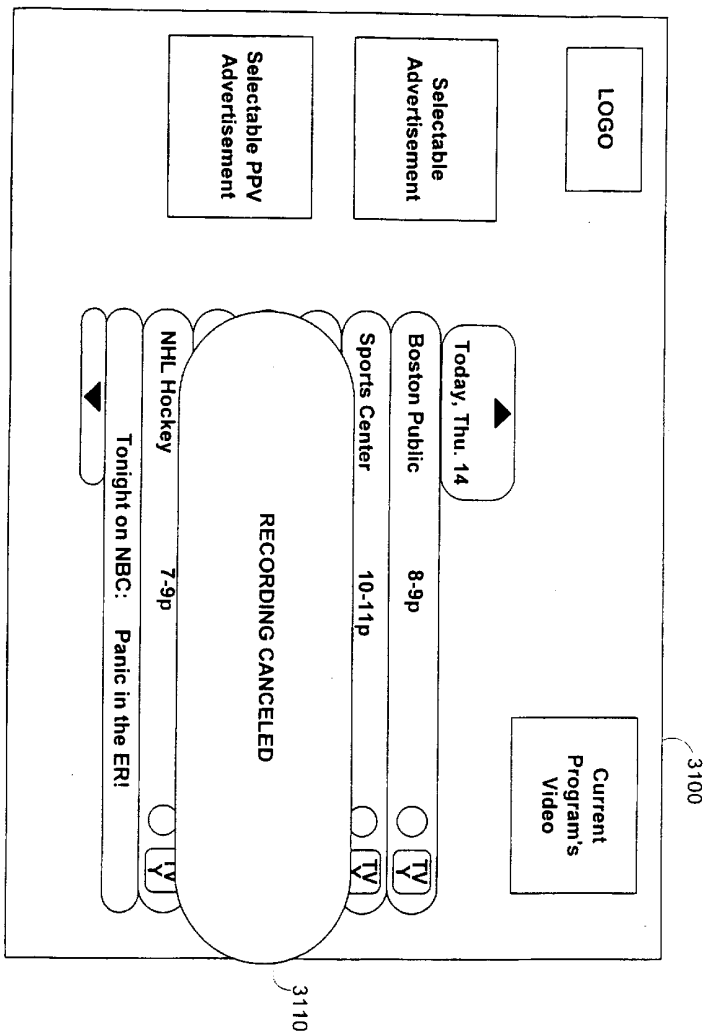 3100
LOGO
Current
Program's
Video
Selectable
Advertisement
Selectable PPV
Advertisement
Today, Thu. 14
Boston Public 8-9p TV Y
Sports Center 10-11p TV Y
RECORDING CANCELED
3110
NHL Hockey 7-9p TV Y
Tonight on NBC: Panic in the ER!